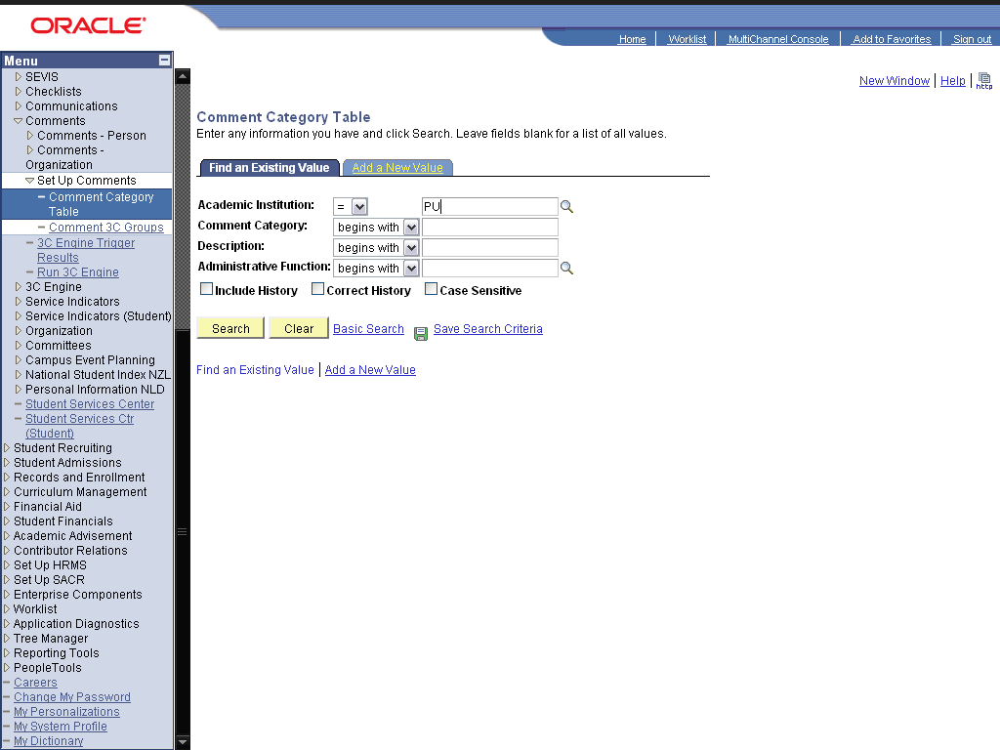 ORACLE
Home
Worklist
MultiChannel Console
Add to Favorites
Sign out
Menu
SEVIS
Checklists
Communications
Comments
Comments - Person
Comments -
Organization
Set Up Comments
Comment Category
Table
Comment 3C Groups
3C Engine Trigger
Results
Run 3C Engine
3C Engine
Service Indicators
Service Indicators (Student)
Organization
Committees
Campus Event Planning
National Student Index NZL
Personal Information NLD
Student Services Center
Student Services Ctr
(Student)
Student Recruiting
Student Admissions
Records and Enrollment
Curriculum Management
Financial Aid
Student Financials
Academic Advisement
Contributor Relations
Set Up HRMS
Set Up SACR
Enterprise Components
Worklist
Application Diagnostics
Tree Manager
Reporting Tools
PeopleTools
Careers
Change My Password
My Personalizations
My System Profile
My Dictionary
New Window | Help | http
Comment Category Table
Enter any information you have and click Search. Leave fields blank for a list of all values.
Find an Existing Value
Add a New Value
Academic Institution: = PU
Comment Category: begins with
Description: begins with
Administrative Function: begins with
Include History Correct History Case Sensitive
Search Clear Basic Search Save Search Criteria
Find an Existing Value | Add a New Value